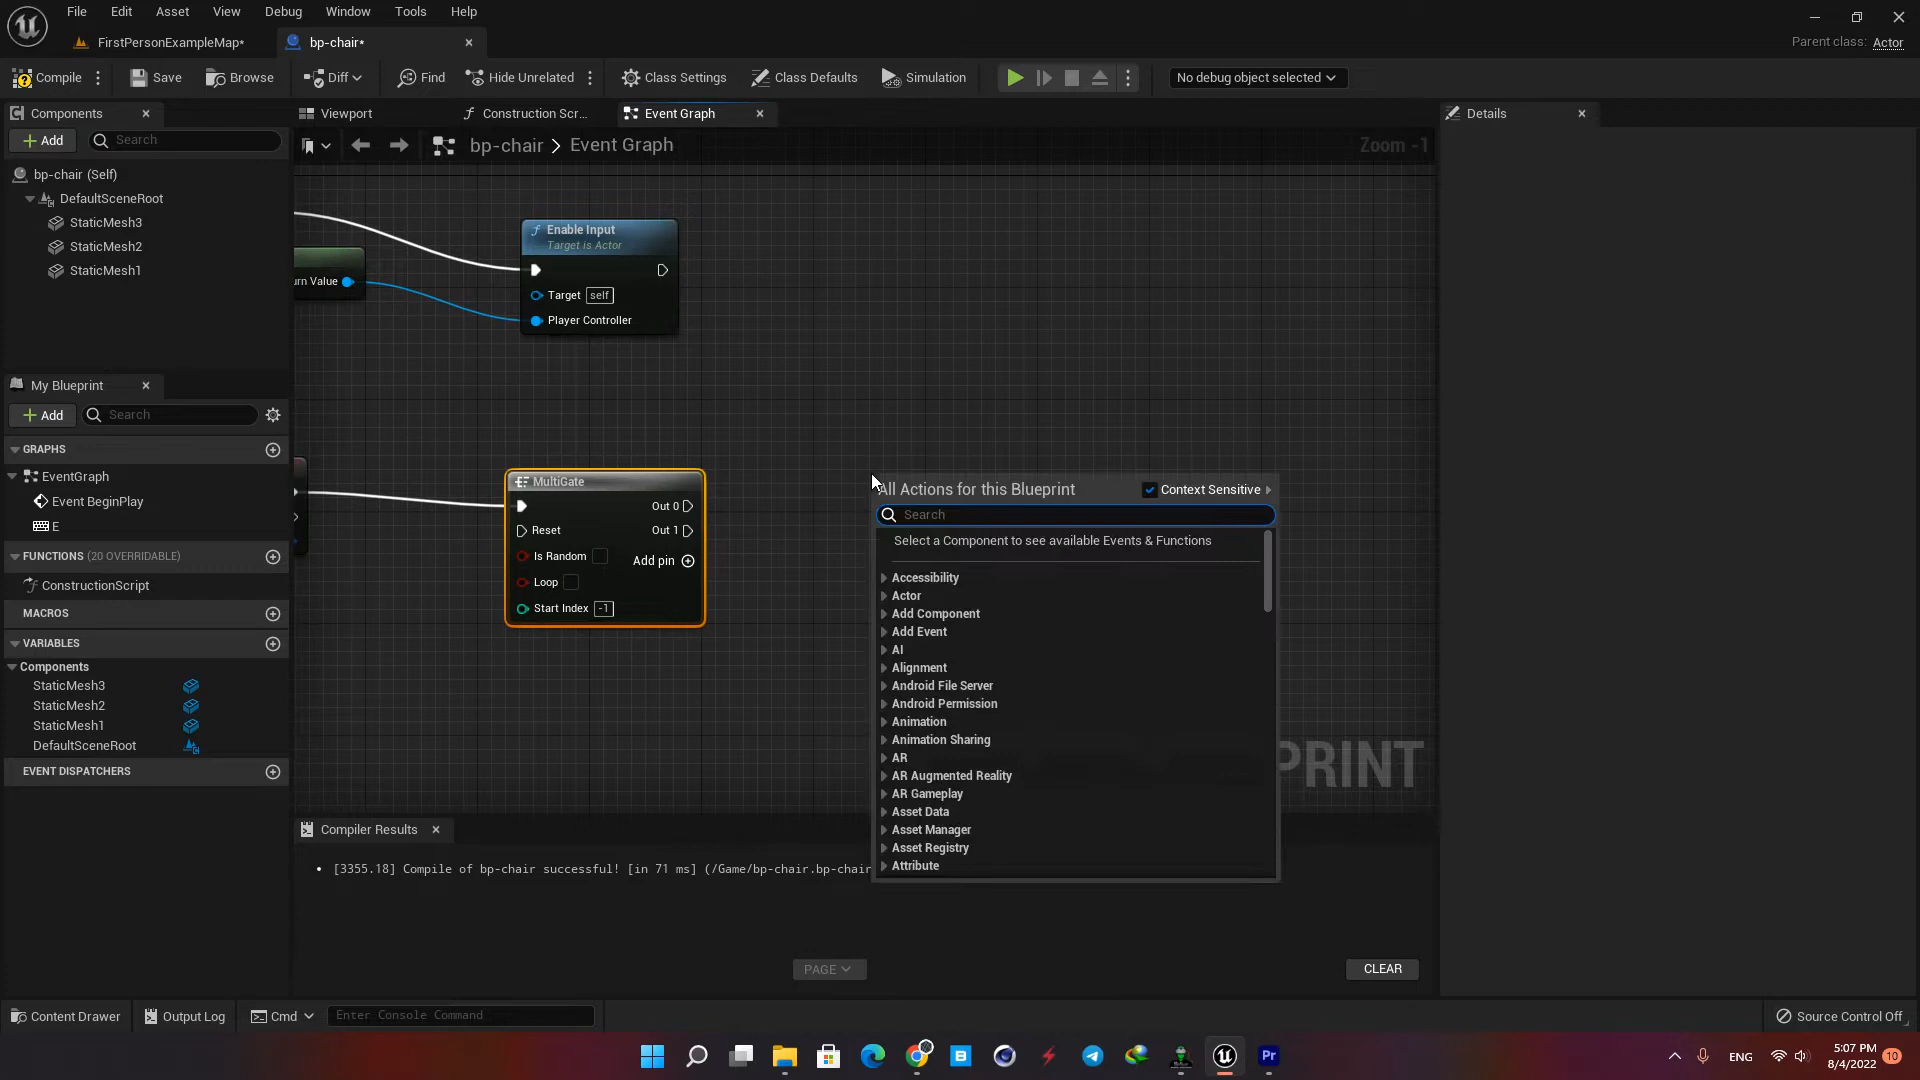 File Edit Asset View Debug Window Tools Help
FirstPersonExampleMap*
bp-chair*
Parent class: Actor
Compile
Save
Browse
Diff
Find
Hide Unrelated
Class Settings
Class Defaults
Simulation
No debug object selected
Components
Viewport
Construction Scr...
Event Graph
Details
Add
Search
bp-chair > Event Graph
Zoom -1
bp-chair (Self)
DefaultSceneRoot
StaticMesh3
StaticMesh2
StaticMesh1
Enable Input
Target is Actor
urn Value
Target self
Player Controller
My Blueprint
Add
Search
GRAPHS
EventGraph
Event BeginPlay
E
FUNCTIONS (20 OVERRIDABLE)
ConstructionScript
MACROS
VARIABLES
Components
StaticMesh3
StaticMesh2
StaticMesh1
DefaultSceneRoot
EVENT DISPATCHERS
MultiGate
Out 0
Reset
Out 1
Is Random
Add pin
Loop
Start Index -1
All Actions for this Blueprint
Context Sensitive
Search
Select a Component to see available Events & Functions
Accessibility
Actor
Add Component
Add Event
AI
Alignment
Android File Server
Android Permission
Animation
Animation Sharing
AR
AR Augmented Reality
AR Gameplay
Asset Data
Asset Manager
Asset Registry
Attribute
PRINT
Compiler Results
[3355.18] Compile of bp-chair successful! [in 71 ms] (/Game/bp-chair.bp-chair
PAGE
CLEAR
Content Drawer
Output Log
Cmd
Enter Console Command
Source Control Off
B
Pr
ENG
5:07 PM
8/4/2022
10